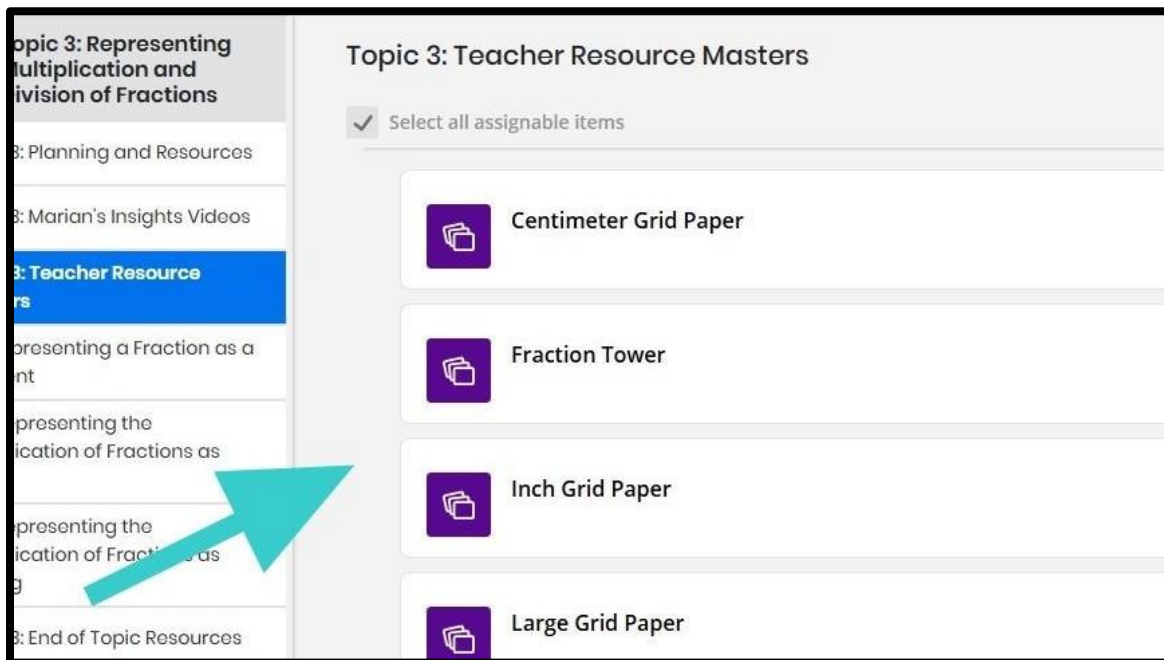 opic 3: Representing
ultiplication and
ivision of Fractions
3: Planning and Resources
3: Marian's Insights Videos
3: Teacher Resource
rs
presenting a Fraction as a
nt
presenting the
ication of Fractions as
presenting the
ication of Fractions as
g
3: End of Topic Resources
Topic 3: Teacher Resource Masters
Select all assignable items
Centimeter Grid Paper
Fraction Tower
Inch Grid Paper
Large Grid Paper